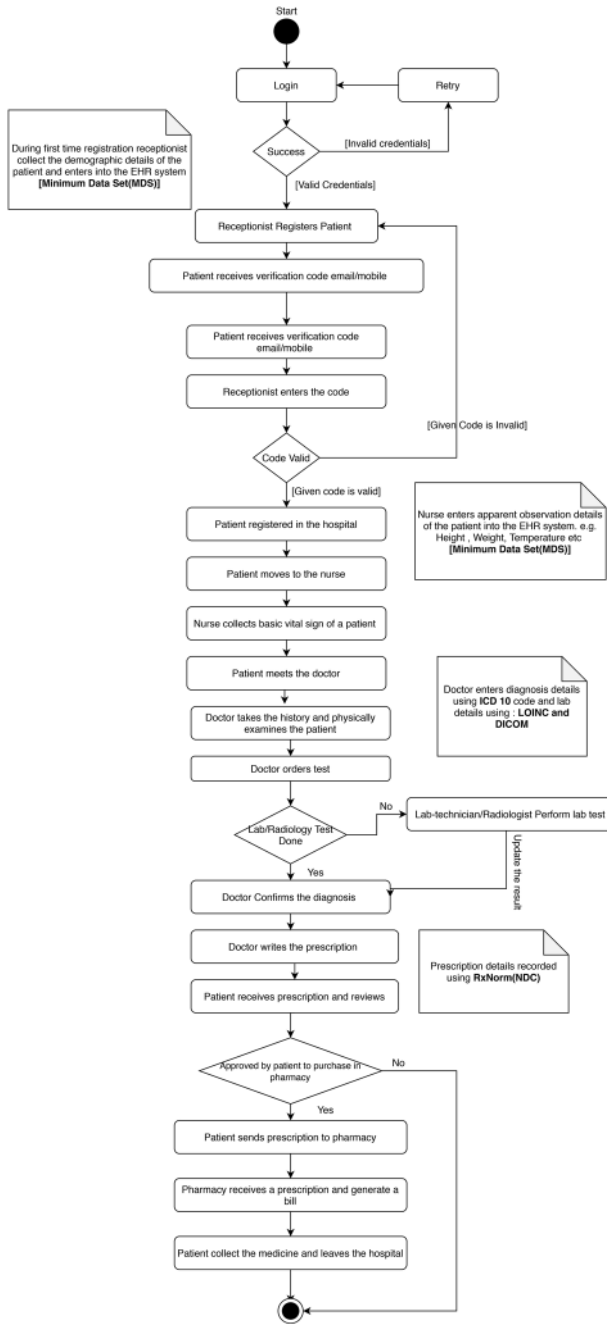 Start
Login
Retry
During first time registration receptionist
collect the demographic details of the
patient and enters into the EHR system
[Minimum Data Set(MDS)]
Success
[Invalid credentials]
[Valid Credentials]
Receptionist Registers Patient
Patient receives verification code email/mobile
Patient receives verification code
email/mobile
Receptionist enters the code
[Given Code is Invalid]
Code Valid
[Given code is valid]
Nurse enters apparent observation details
of the patient into the EHR system. e.g.
Height , Weight, Temperature etc
[Minimum Data Set(MDS)]
Patient registered in the hospital
Patient moves to the nurse
Nurse collects basic vital sign of a patient
Patient meets the doctor
Doctor enters diagnosis details
using ICD 10 code and lab
details using : LOINC and
DICOM
Doctor takes the history and physically
examines the patient
Doctor orders test
No
Lab/Radiology Test
Done
Lab-technician/Radiologist Perform lab test
Update the result
Yes
Doctor Confirms the diagnosis
Doctor writes the prescription
Prescription details recorded
using RxNorm(NDC)
Patient receives prescription and reviews
Approved by patient to purchase in
pharmacy
No
Yes
Patient sends prescription to pharmacy
Pharmacy receives a prescription and generate a
bill
Patient collect the medicine and leaves the hospital